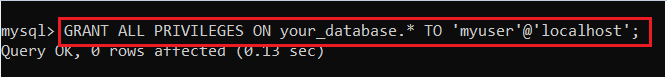 mysql> GRANT ALL PRIVILEGES ON your_database.* TO 'myuser'@'localhost';
Query OK, 0 rows affected (0.13 sec)